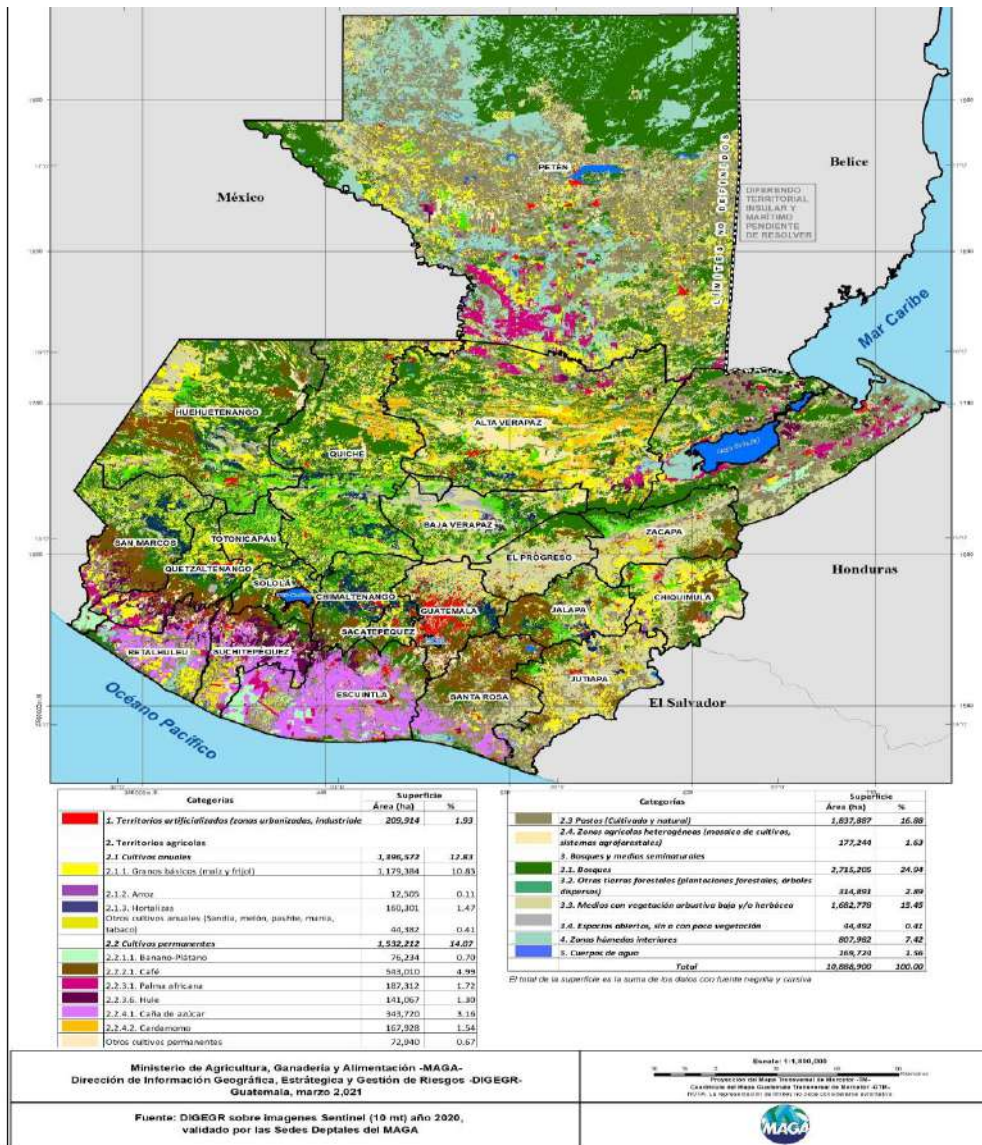 PETÉN
Belice
México
LÍMITES NO DEFINIDOS
DIFERENDO
TERRITORIAL
INSULAR Y
MARÍTIMO
PENDIENTE
DE RESOLVER
Mar Caribe
HUEHUETENANGO
QUICHÉ
ALTA VERAPAZ
BAJA VERAPAZ
ZACAPA
SAN MARCOS
TOTONICAPÁN
EL PROGRESO
QUETZALTENANGO
SOLOLÁ
CHIMALTENANGO
GUATEMALA
JALAPA
CHIQUIMULA
Honduras
SACATEPÉQUEZ
RETALHULEU
SUCHITEPÉQUEZ
ESCUINTLA
SANTA ROSA
JUTIAPA
El Salvador
Océano Pacífico
Categorías Superficie
Área (ha) %
1. Territorios artificializados (zonas urbanizadas, industriale 209,914 1.93
2. Territorios agrícolas
2.1 Cultivos anuales 1,396,572 12.83
2.1.1. Granos básicos (maíz y frijol) 1,179,384 10.83
2.1.2. Arroz 12,505 0.11
2.1.3. Hortalizas 160,301 1.47
Otros cultivos anuales (Sandía, melón, pashte, manía,
tabaco) 44,382 0.41
2.2 Cultivos permanentes 1,532,212 14.07
2.2.1.1. Banano-Plátano 76,234 0.70
2.2.2.1. Café 543,010 4.99
2.2.3.1. Palma africana 187,312 1.72
2.2.3.6. Hule 141,067 1.30
2.2.4.1. Caña de azúcar 343,720 3.16
2.2.4.2. Cardamomo 167,928 1.54
Otros cultivos permanentes 72,940 0.67
Categorías Superficie
Área (ha) %
2.3 Pastos (Cultivado y natural) 1,837,887 16.88
2.4. Zonas agrícolas heterogéneas (mosaico de cultivos,
sistemas agroforestales) 177,244 1.63
3. Bosques y medios seminaturales
3.1. Bosques 2,715,205 24.94
3.2. Otras tierras forestales (plantaciones forestales, árboles
dispersos) 314,891 2.89
3.3. Medios con vegetación arbustiva baja y/o herbácea 1,682,778 15.45
3.4. Espacios abiertos, sin o con poca vegetación 44,492 0.41
4. Zonas húmedas interiores 807,982 7.42
5. Cuerpos de agua 169,724 1.56
Total 10,888,900 100.00
El total de la superficie es la suma de los datos con fuente negrilla y cursiva
Ministerio de Agricultura, Ganadería y Alimentación -MAGA-
Dirección de Información Geográfica, Estratégica y Gestión de Riesgos -DIGEGR-
Guatemala, marzo 2,021
Fuente: DIGEGR sobre imagenes Sentinel (10 mt) año 2020,
validado por las Sedes Deptales del MAGA
Proyección del Mapa Transversal de Mercator -TM-
MAGA